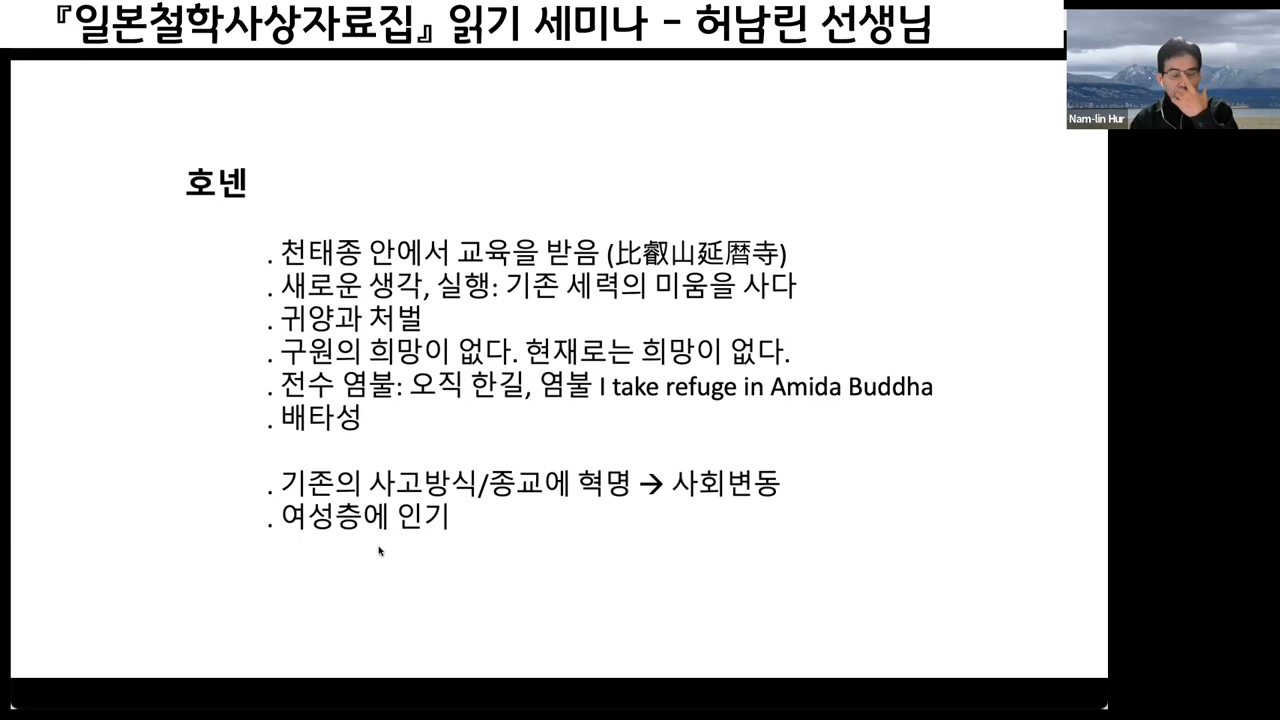 『일본철학사상자료집』 읽기 세미나 - 허남린 선생님
Nam-lin Hur
호넨
. 천태종 안에서 교육을 받음 (比叡山延暦寺)
. 새로운 생각, 실행: 기존 세력의 미움을 사다
. 귀양과 처벌
. 구원의 희망이 없다. 현재로는 희망이 없다.
. 전수 염불: 오직 한길, 염불 I take refuge in Amida Buddha
. 배타성
. 기존의 사고방식/종교에 혁명 → 사회변동
. 여성층에 인기